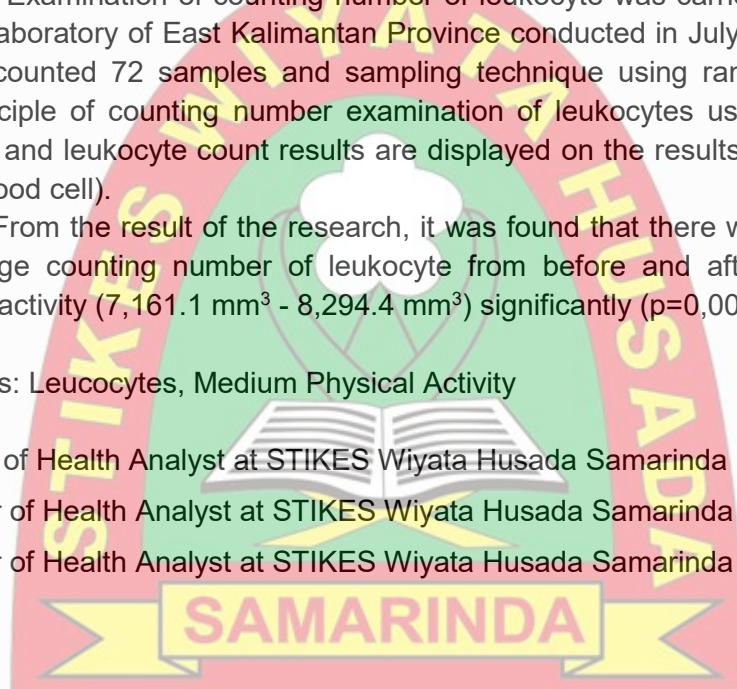 Examination of counting number of leukocyte was carried
aboratory of East Kalimantan Province conducted in July
counted 72 samples and sampling technique using ran
ciple of counting number examination of leukocytes us
and leukocyte count results are displayed on the results
ood cell).
From the result of the research, it was found that there w
ge counting number of leukocyte from before and aft
activity (7,161.1 mm³ - 8,294.4 mm³) significantly (p=0,00
s: Leucocytes, Medium Physical Activity
of Health Analyst at STIKES Wiyata Husada Samarinda
r of Health Analyst at STIKES Wiyata Husada Samarinda
r of Health Analyst at STIKES Wiyata Husada Samarinda
STIKES WIYATA HUSADA
SAMARINDA